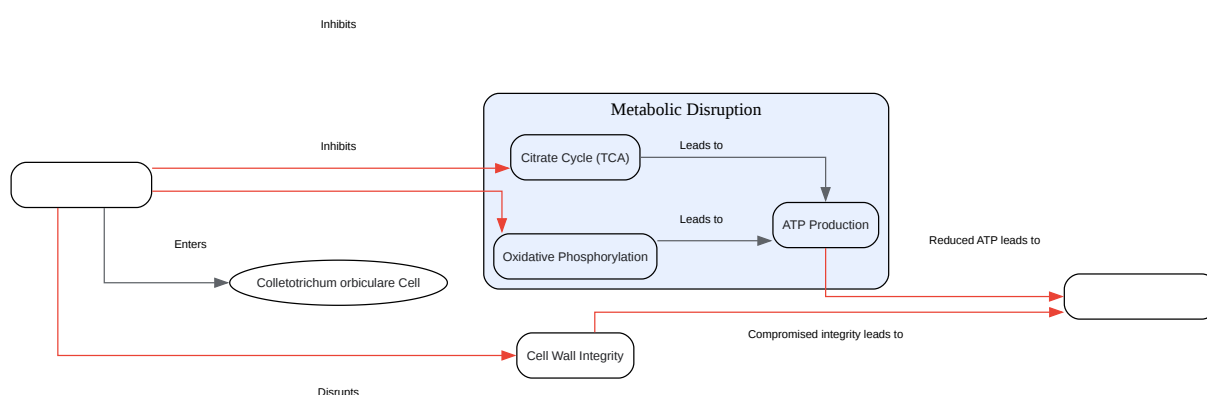 Inhibits
Metabolic Disruption
Inhibits
Leads to
Citrate Cycle (TCA)
Leads to
ATP Production
Enters
Reduced ATP leads to
Oxidative Phosphorylation
Colletotrichum orbiculare Cell
Compromised integrity leads to
Cell Wall Integrity
Disrupts